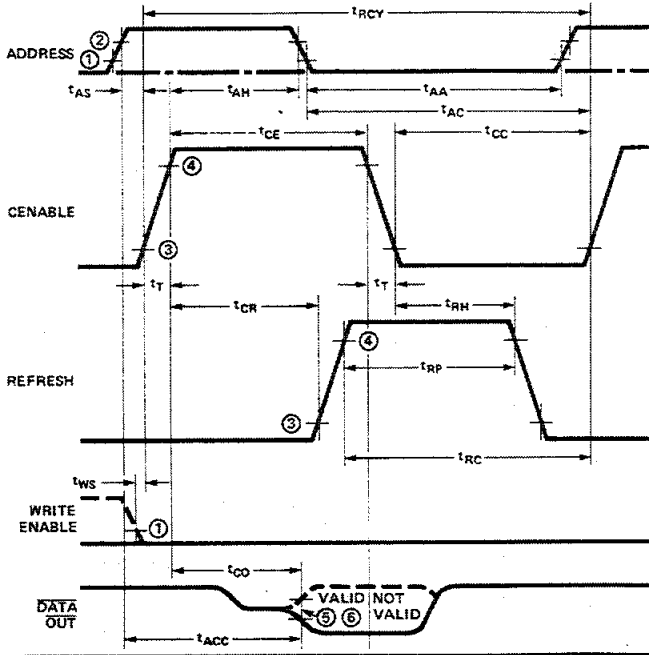 tRCY
②
ADDRESS
①
tAS
tAH
tAA
tAC
tCE
tCC
④
CENABLE
③
tT
tT
tCR
tRH
④
tRP
REFRESH
③
tRC
tWS
WRITE
ENABLE
①
tCO
VALID NOT
DATA
OUT
⑤ ⑥
VALID
tACC